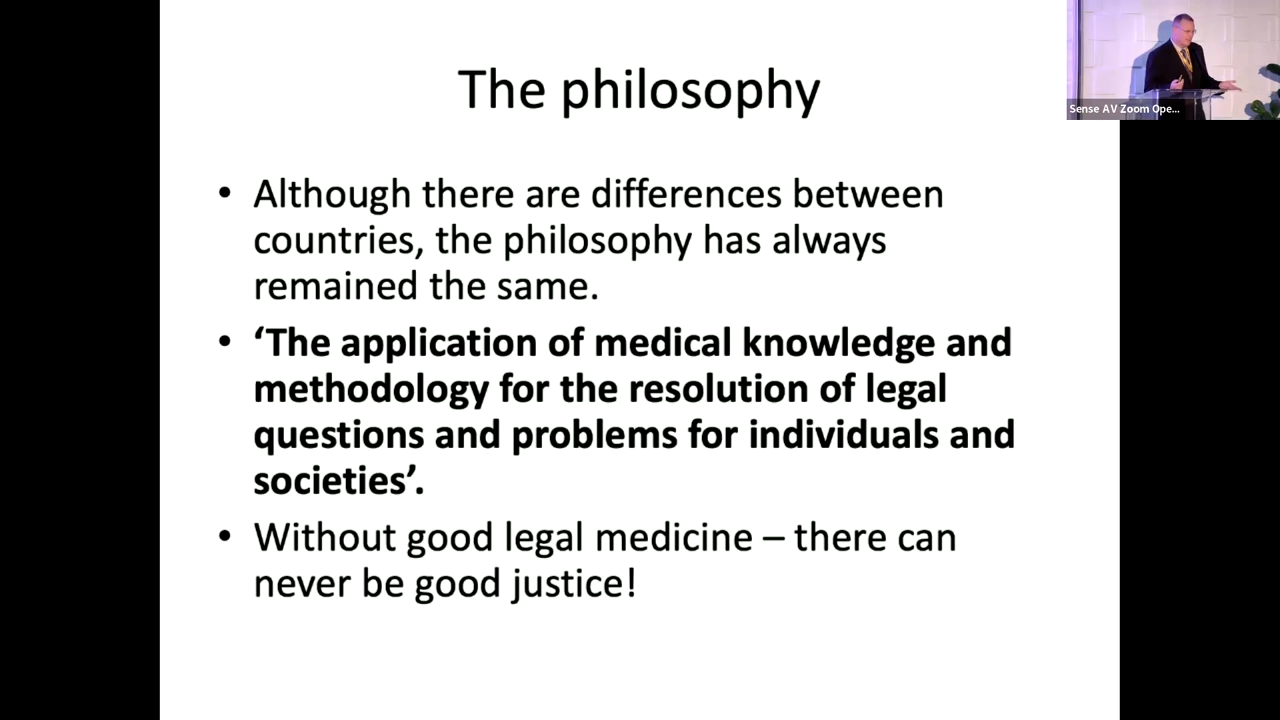 The philosophy
• Although there are differences between
countries, the philosophy has always
remained the same.
• ‘The application of medical knowledge and
methodology for the resolution of legal
questions and problems for individuals and
societies’.
• Without good legal medicine – there can
never be good justice!
Sense AV Zoom Ope...